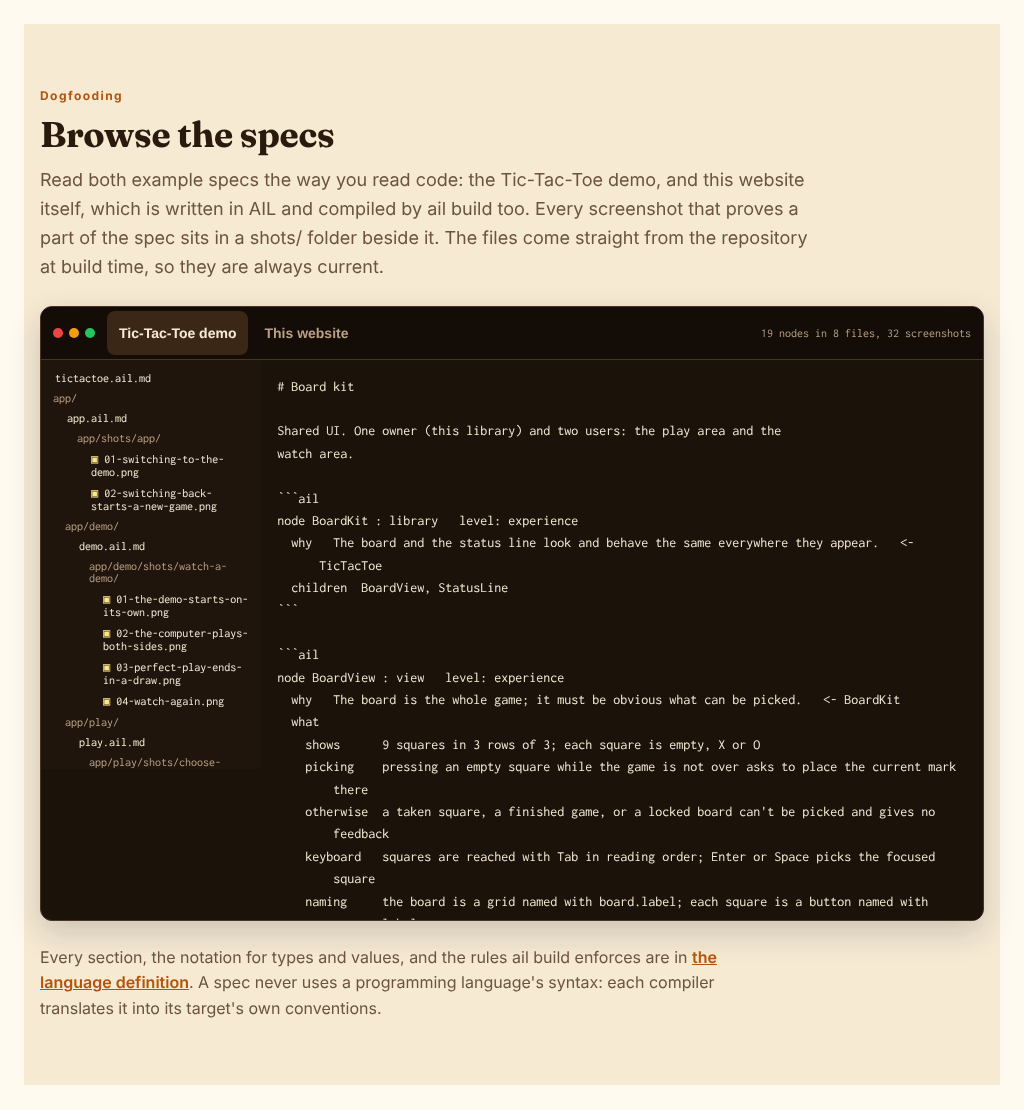 Dogfooding
Browse the specs
Read both example specs the way you read code: the Tic-Tac-Toe demo, and this website
itself, which is written in AIL and compiled by ail build too. Every screenshot that proves a
part of the spec sits in a shots/ folder beside it. The files come straight from the repository
at build time, so they are always current.
Tic-Tac-Toe demo
This website
19 nodes in 8 files, 32 screenshots
tictactoe.ail.md
app/
app.ail.md
app/shots/app/
01-switching-to-the-
demo.png
02-switching-back-
starts-a-new-game.png
app/demo/
demo.ail.md
app/demo/shots/watch-a-
demo/
01-the-demo-starts-on-
its-own.png
02-the-computer-plays-
both-sides.png
03-perfect-play-ends-
in-a-draw.png
04-watch-again.png
app/play/
play.ail.md
app/play/shots/choose-
# Board kit
Shared UI. One owner (this library) and two users: the play area and the
watch area.
```ail
node BoardKit : library   level: experience
why   The board and the status line look and behave the same everywhere they appear.   <-
TicTacToe
children  BoardView, StatusLine
```
```ail
node BoardView : view   level: experience
why   The board is the whole game; it must be obvious what can be picked.   <- BoardKit
what
shows      9 squares in 3 rows of 3; each square is empty, X or O
picking    pressing an empty square while the game is not over asks to place the current mark
there
otherwise  a taken square, a finished game, or a locked board can't be picked and gives no
feedback
keyboard   squares are reached with Tab in reading order; Enter or Space picks the focused
square
naming     the board is a grid named with board.label; each square is a button named with
Every section, the notation for types and values, and the rules ail build enforces are in the
language definition. A spec never uses a programming language's syntax: each compiler
translates it into its target's own conventions.